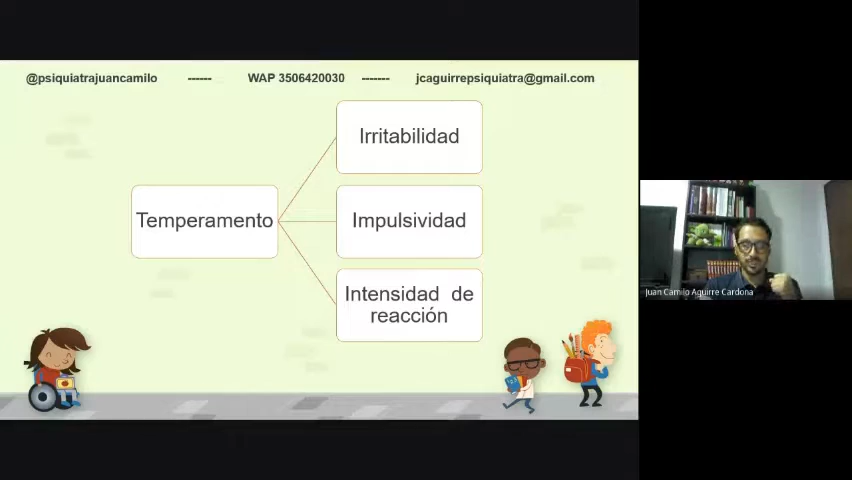 @psiquiatrajuancamilo ------ WAP 3506420030 ------- jcaguirrepsiquiatra@gmail.com
Irritabilidad
Temperamento
Impulsividad
Intensidad de
reacción
Juan Camilo Aguirre Cardona